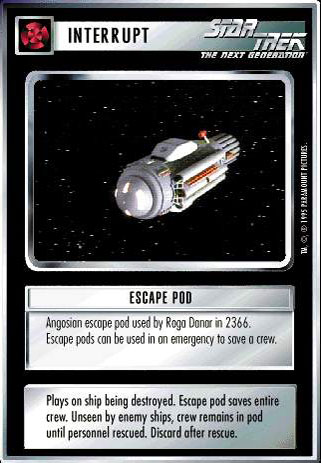 INTERRUPT
STAR TREK
THE NEXT GENERATION
TM, ©, ® 1995 PARAMOUNT PICTURES.
ESCAPE POD
Angosian escape pod used by Roga Danar in 2366.
Escape pods can be used in an emergency to save a crew.
Plays on ship being destroyed. Escape pod saves entire
crew. Unseen by enemy ships, crew remains in pod
until personnel rescued. Discard after rescue.